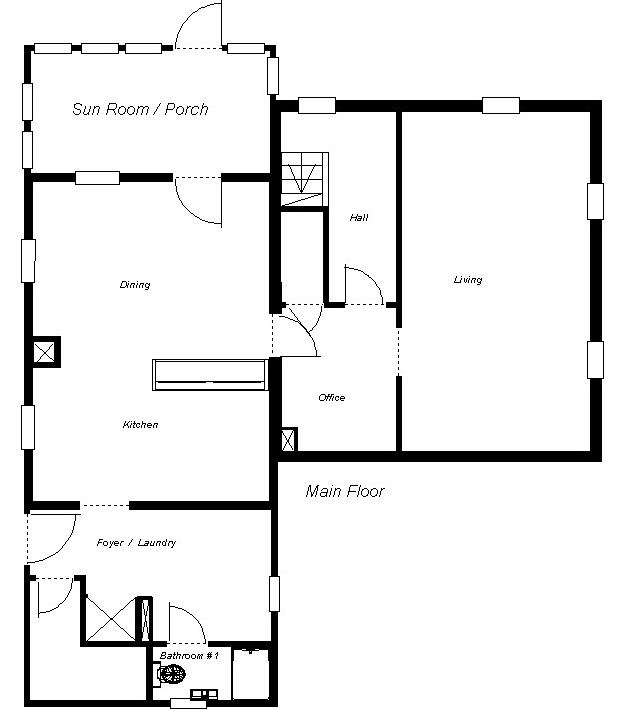 Sun Room / Porch
Hall
Dining
Living
Office
Kitchen
Main Floor
Foyer / Laundry
Bathroom #1